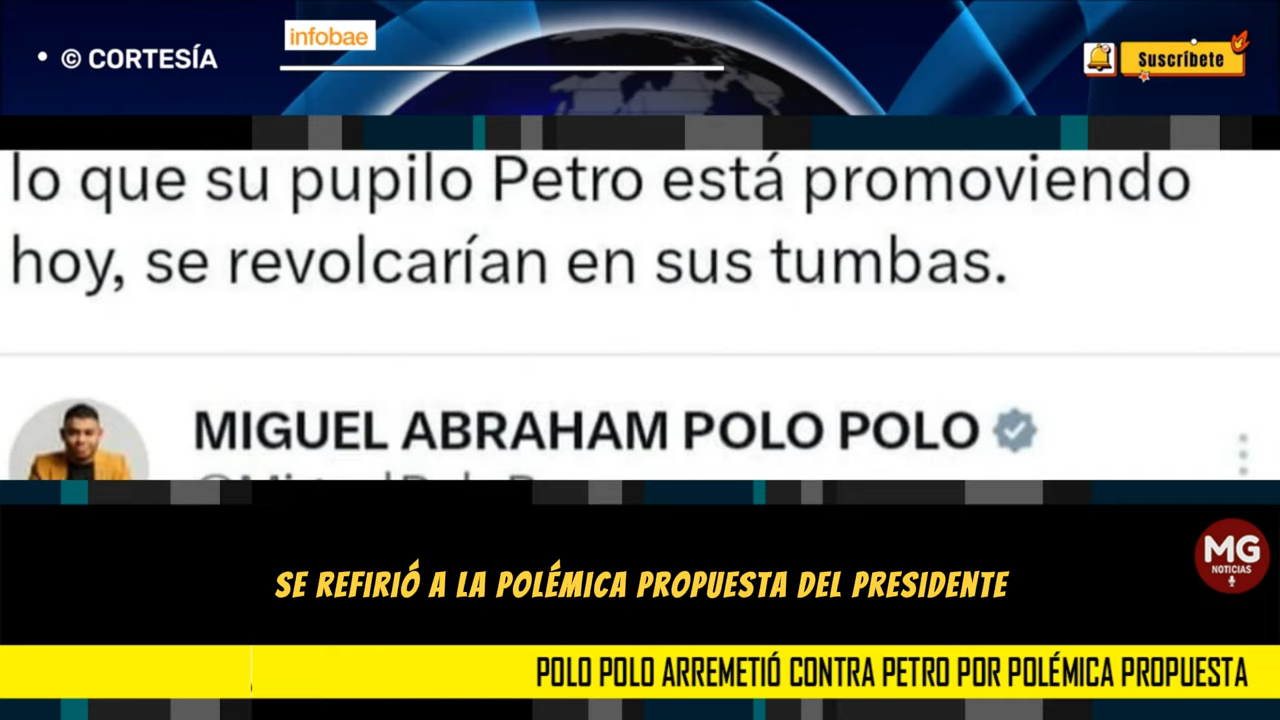 • © CORTESÍA
infobae
Suscríbete
lo que su pupilo Petro está promoviendo
hoy, se revolcarían en sus tumbas.
MIGUEL ABRAHAM POLO POLO
SE REFIRIÓ A LA POLÉMICA PROPUESTA DEL PRESIDENTE
MG
NOTICIAS
POLO POLO ARREMETIÓ CONTRA PETRO POR POLÉMICA PROPUESTA